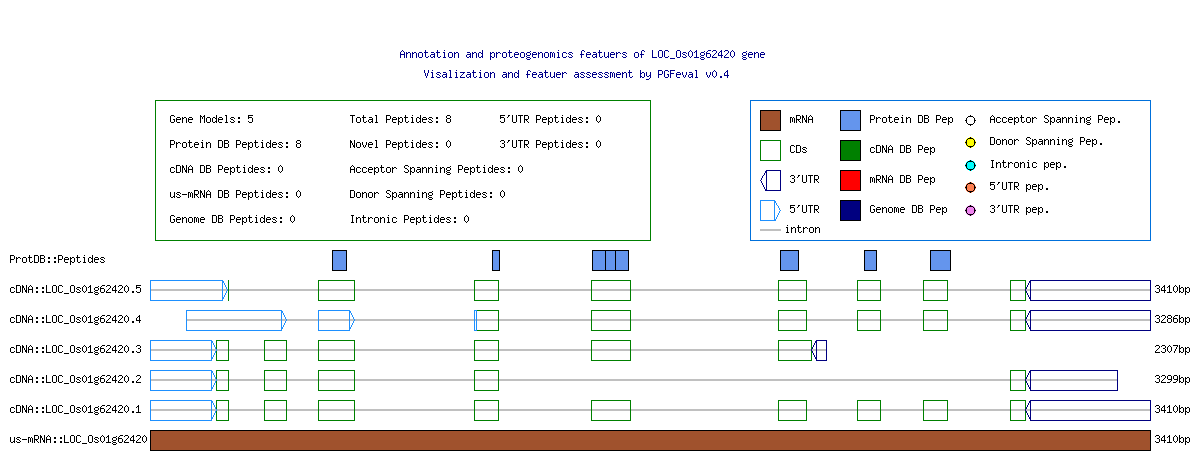 Annotation and proteogenomics featuers of LOC_Os01g62420 gene
Visalization and featuer assessment by PGFeval v0.4
Gene Models: 5 Total Peptides: 8 5'UTR Peptides: 0
Protein DB Peptides: 8 Novel Peptides: 0 3'UTR Peptides: 0
cDNA DB Peptides: 0 Acceptor Spanning Peptides: 0
us-mRNA DB Peptides: 0 Donor Spanning Peptides: 0
Genome DB Peptides: 0 Intronic Peptides: 0
mRNA Protein DB Pep Acceptor Spanning Pep.
CDs cDNA DB Pep Donor Spanning Pep.
3'UTR mRNA DB Pep Intronic pep.
5'UTR Genome DB Pep 5'UTR pep.
intron 3'UTR pep.
ProtDB::Peptides
cDNA::LOC_Os01g62420.5 3410bp
cDNA::LOC_Os01g62420.4 3286bp
cDNA::LOC_Os01g62420.3 2307bp
cDNA::LOC_Os01g62420.2 3299bp
cDNA::LOC_Os01g62420.1 3410bp
us-mRNA::LOC_Os01g62420 3410bp